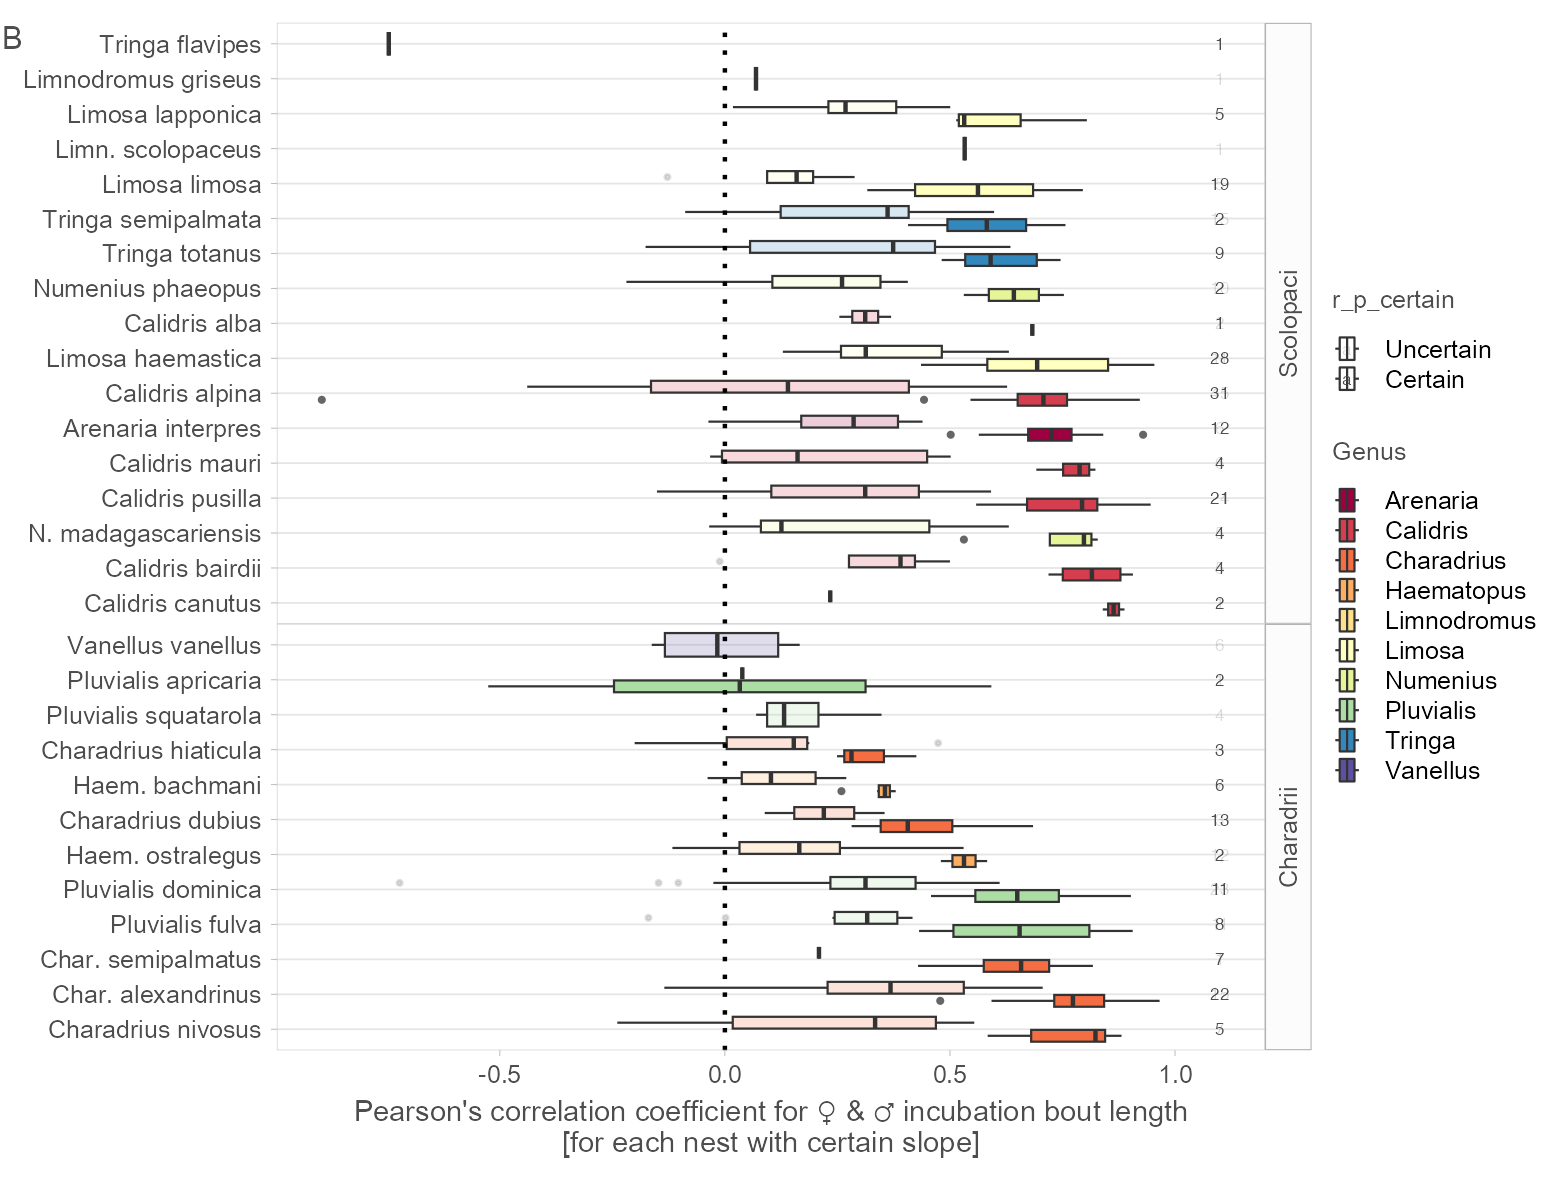 B
Tringa flavipes 1
Limnodromus griseus 1
Limosa lapponica 5
Limn. scolopaceus 1
Limosa limosa 19
Tringa semipalmata 2
Tringa totanus 9
Numenius phaeopus 2
Calidris alba 1
Limosa haemastica 28
Calidris alpina 31
Arenaria interpres 12
Calidris mauri 4
Calidris pusilla 21
N. madagascariensis 4
Calidris bairdii 4
Calidris canutus 2
Scolopaci
Vanellus vanellus 6
Pluvialis apricaria 2
Pluvialis squatarola 4
Charadrius hiaticula 3
Haem. bachmani 6
Charadrius dubius 13
Haem. ostralegus 2
Pluvialis dominica 11
Pluvialis fulva 8
Char. semipalmatus 7
Char. alexandrinus 22
Charadrius nivosus 5
Charadrii
-0.5 0.0 0.5 1.0
Pearson's correlation coefficient for ♀ & ♂ incubation bout length
[for each nest with certain slope]
r_p_certain
Uncertain
a Certain
Genus
Arenaria
Calidris
Charadrius
Haematopus
Limnodromus
Limosa
Numenius
Pluvialis
Tringa
Vanellus